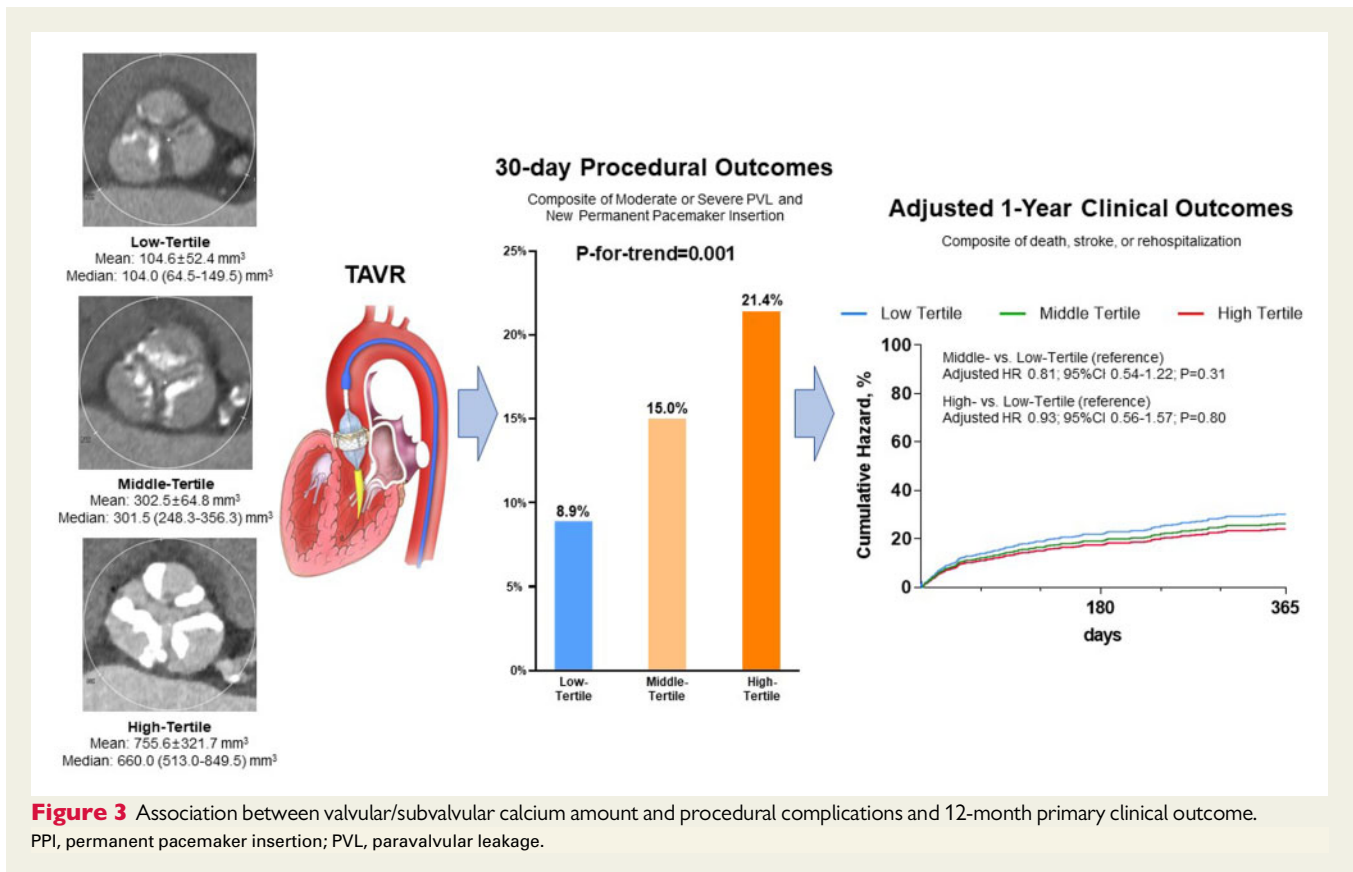 Low-Tertile
Mean: 104.6±52.4 mm³
Median: 104.0 (64.5-149.5) mm³
Middle-Tertile
Mean: 302.5±64.8 mm³
Median: 301.5 (248.3-356.3) mm³
High-Tertile
Mean: 755.6±321.7 mm³
Median: 660.0 (513.0-849.5) mm³
TAVR
30-day Procedural Outcomes
Composite of Moderate or Severe PVL and
New Permanent Pacemaker Insertion
P-for-trend=0.001
25%
20%
15%
10%
5%
0%
8.9%
15.0%
21.4%
Low-
Tertile
Middle-
Tertile
High-
Tertile
Adjusted 1-Year Clinical Outcomes
Composite of death, stroke, or rehospitalization
Low Tertile Middle Tertile High Tertile
Middle- vs. Low-Tertile (reference)
Adjusted HR 0.81; 95%CI 0.54-1.22; P=0.31
High- vs. Low-Tertile (reference)
Adjusted HR 0.93; 95%CI 0.56-1.57; P=0.80
Cumulative Hazard, %
100
80
60
40
20
0
180 365
days
Figure 3 Association between valvular/subvalvular calcium amount and procedural complications and 12-month primary clinical outcome.
PPI, permanent pacemaker insertion; PVL, paravalvular leakage.